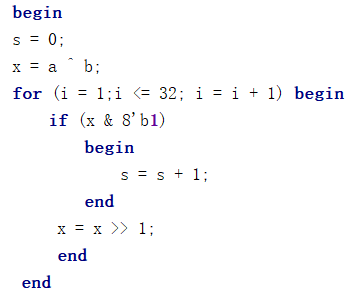 begin
s = 0;
x = a ^ b;
for (i = 1;i <= 32; i = i + 1) begin
if (x & 8'b1)
begin
s = s + 1;
end
x = x >> 1;
end
end